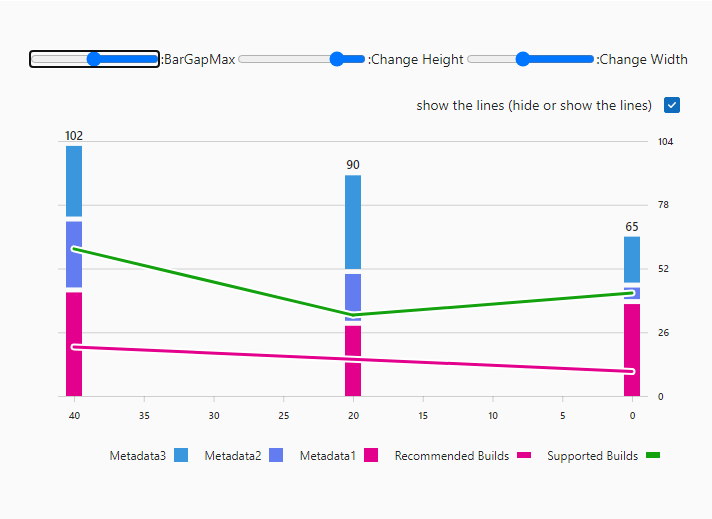 :BarGapMax :Change Height :Change Width
show the lines (hide or show the lines)
102
90
65
104
78
52
26
0
40 35 30 25 20 15 10 5 0
Metadata3 Metadata2 Metadata1 Recommended Builds Supported Builds